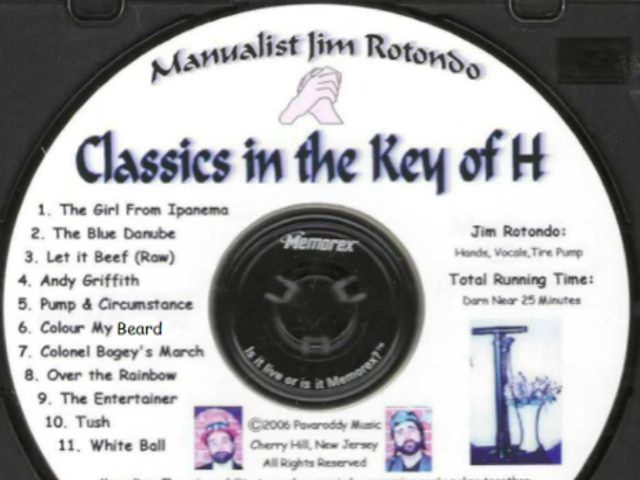 Manualist Jim Rotondo
Classics in the Key of H
1. The Girl From Ipanema
2. The Blue Danube
3. Let it Beef (Raw)
4. Andy Griffith
5. Pump & Circumstance
6. Colour My Beard
7. Colonel Bogey's March
8. Over the Rainbow
9. The Entertainer
10. Tush
11. White Ball
Memorex
Is it live or is it Memorex?™
Jim Rotondo:
Hands, Vocals,Tire Pump
Total Running Time:
Darn Near 25 Minutes
©2006 Pavaroddy Music
Cherry Hill, New Jersey
All Rights Reserved